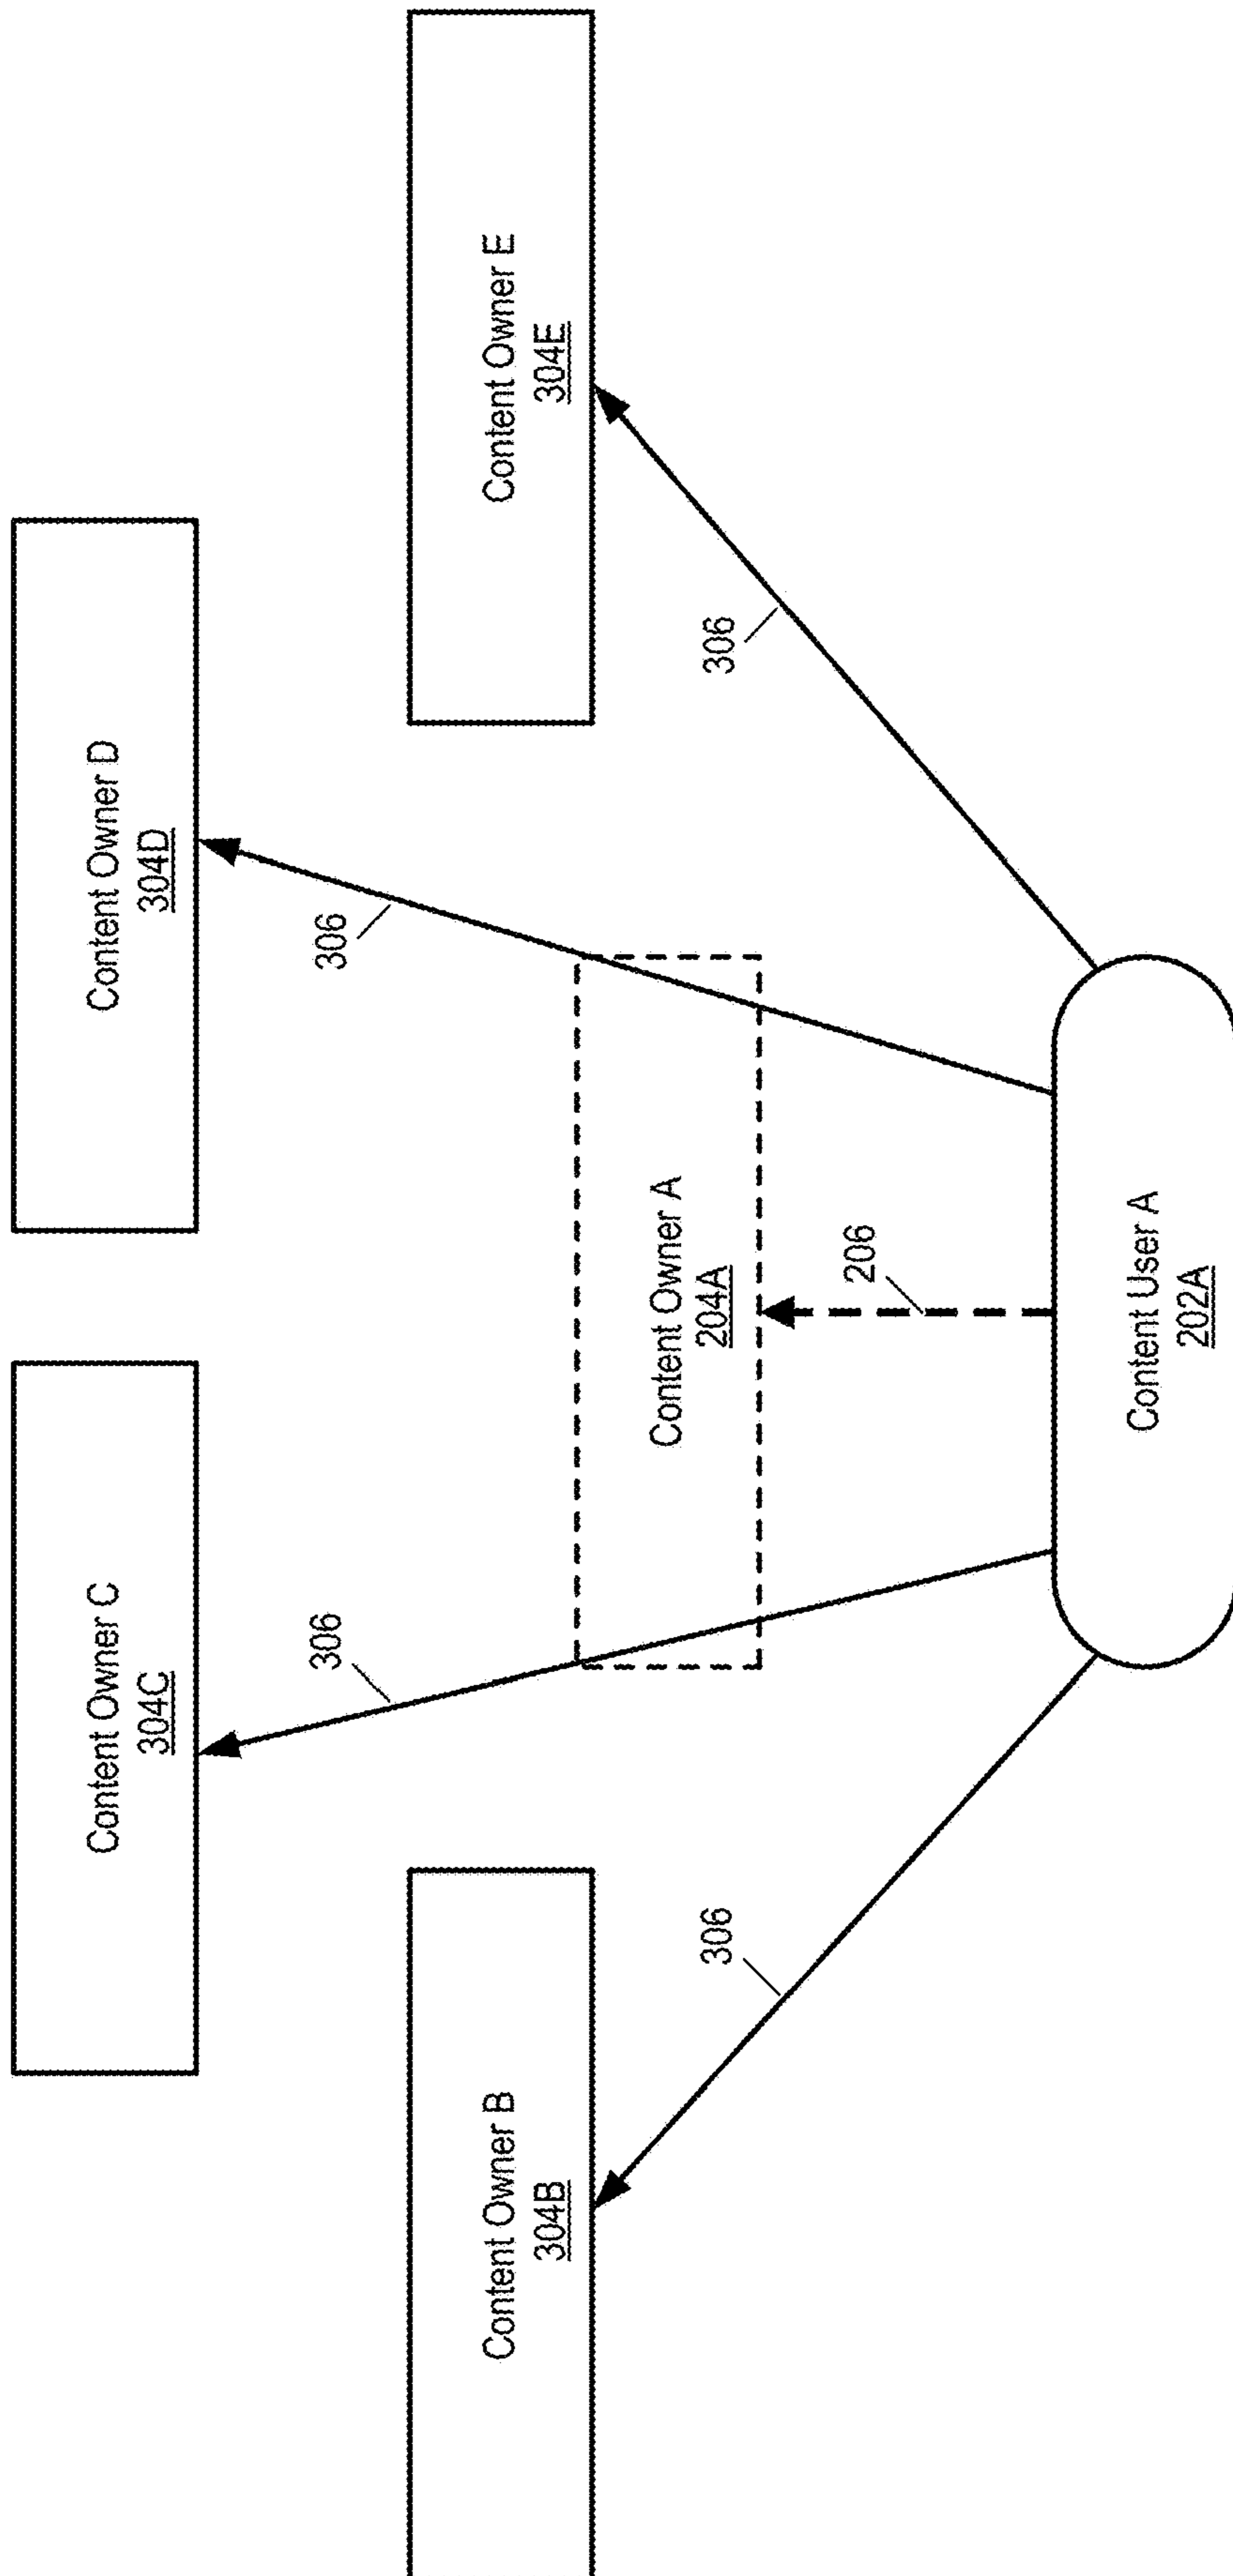 Content Owner C
304C
Content Owner D
304D
306
306
Content Owner B
304B
Content Owner E
304E
Content Owner A
204A
306
306
206
Content User A
202A